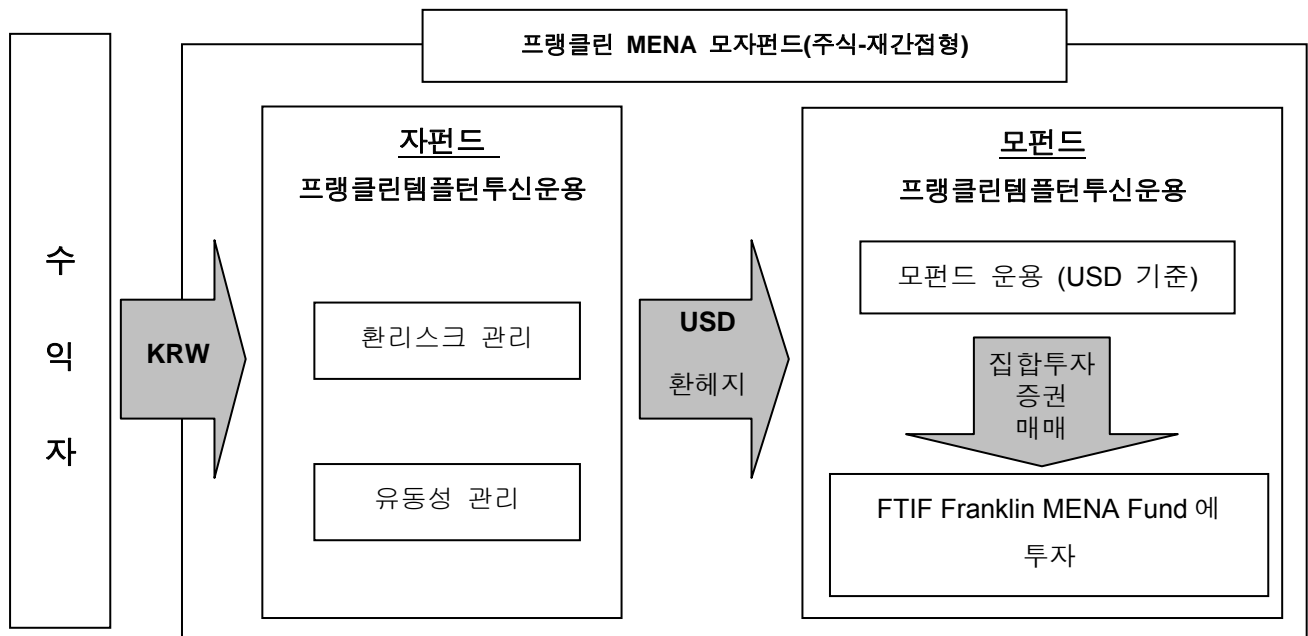 프랭클린 MENA 모자펀드(주식-재간접형)
수
익
자
KRW
자펀드
프랭클린템플턴투신운용
환리스크 관리
유동성 관리
USD
환헤지
모펀드
프랭클린템플턴투신운용
모펀드 운용 (USD 기준)
집합투자
증권
매매
FTIF Franklin MENA Fund 에
투자